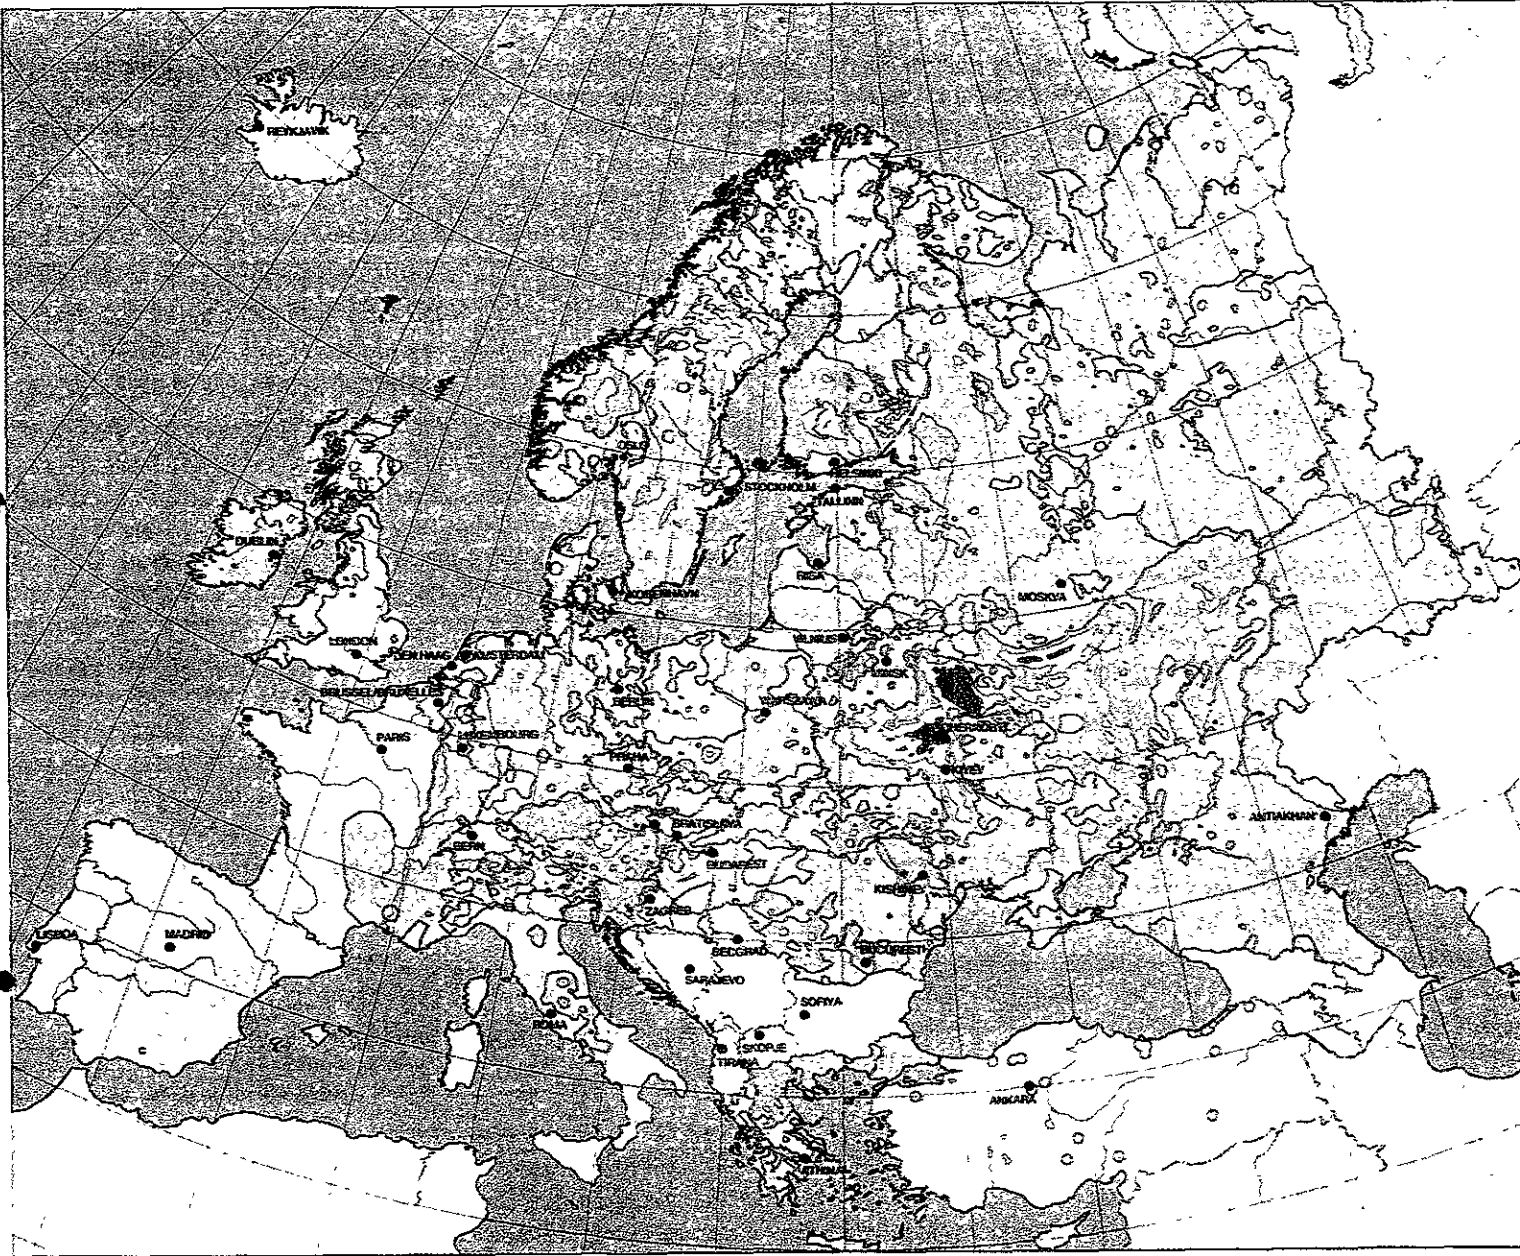 REYKJAVIK
OSLO
HELSINKI
STOCKHOLM
TALLINN
DUBLIN
RIGA
KOBENHAVN
MOSKVA
LONDON
VILNIUS
DEN HAAG
AMSTERDAM
MINSK
BRUSSEL/BRUXELLES
BERLIN
WARSZAWA
PARIS
LUXEMBOURG
PRAHA
KIYEV
ANTIAKHAN
BRATISLAVA
BERN
BUDAPEST
KISHINEV
ZAGREB
LISBOA
MADRID
BEOGRAD
BUCURESTI
SARAJEVO
SOFIYA
ROMA
SKOPJE
TIRANA
ANKARA
ATHINAI